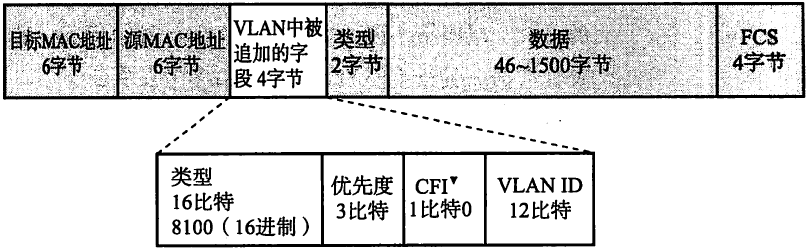 目标MAC地址
6字节
源MAC地址
6字节
VLAN中被
追加的字
段 4字节
类型
2字节
数据
46~1500字节
FCS
4字节
类型
16比特
8100（16进制）
优先度
3比特
CFI▼
1比特0
VLAN ID
12比特